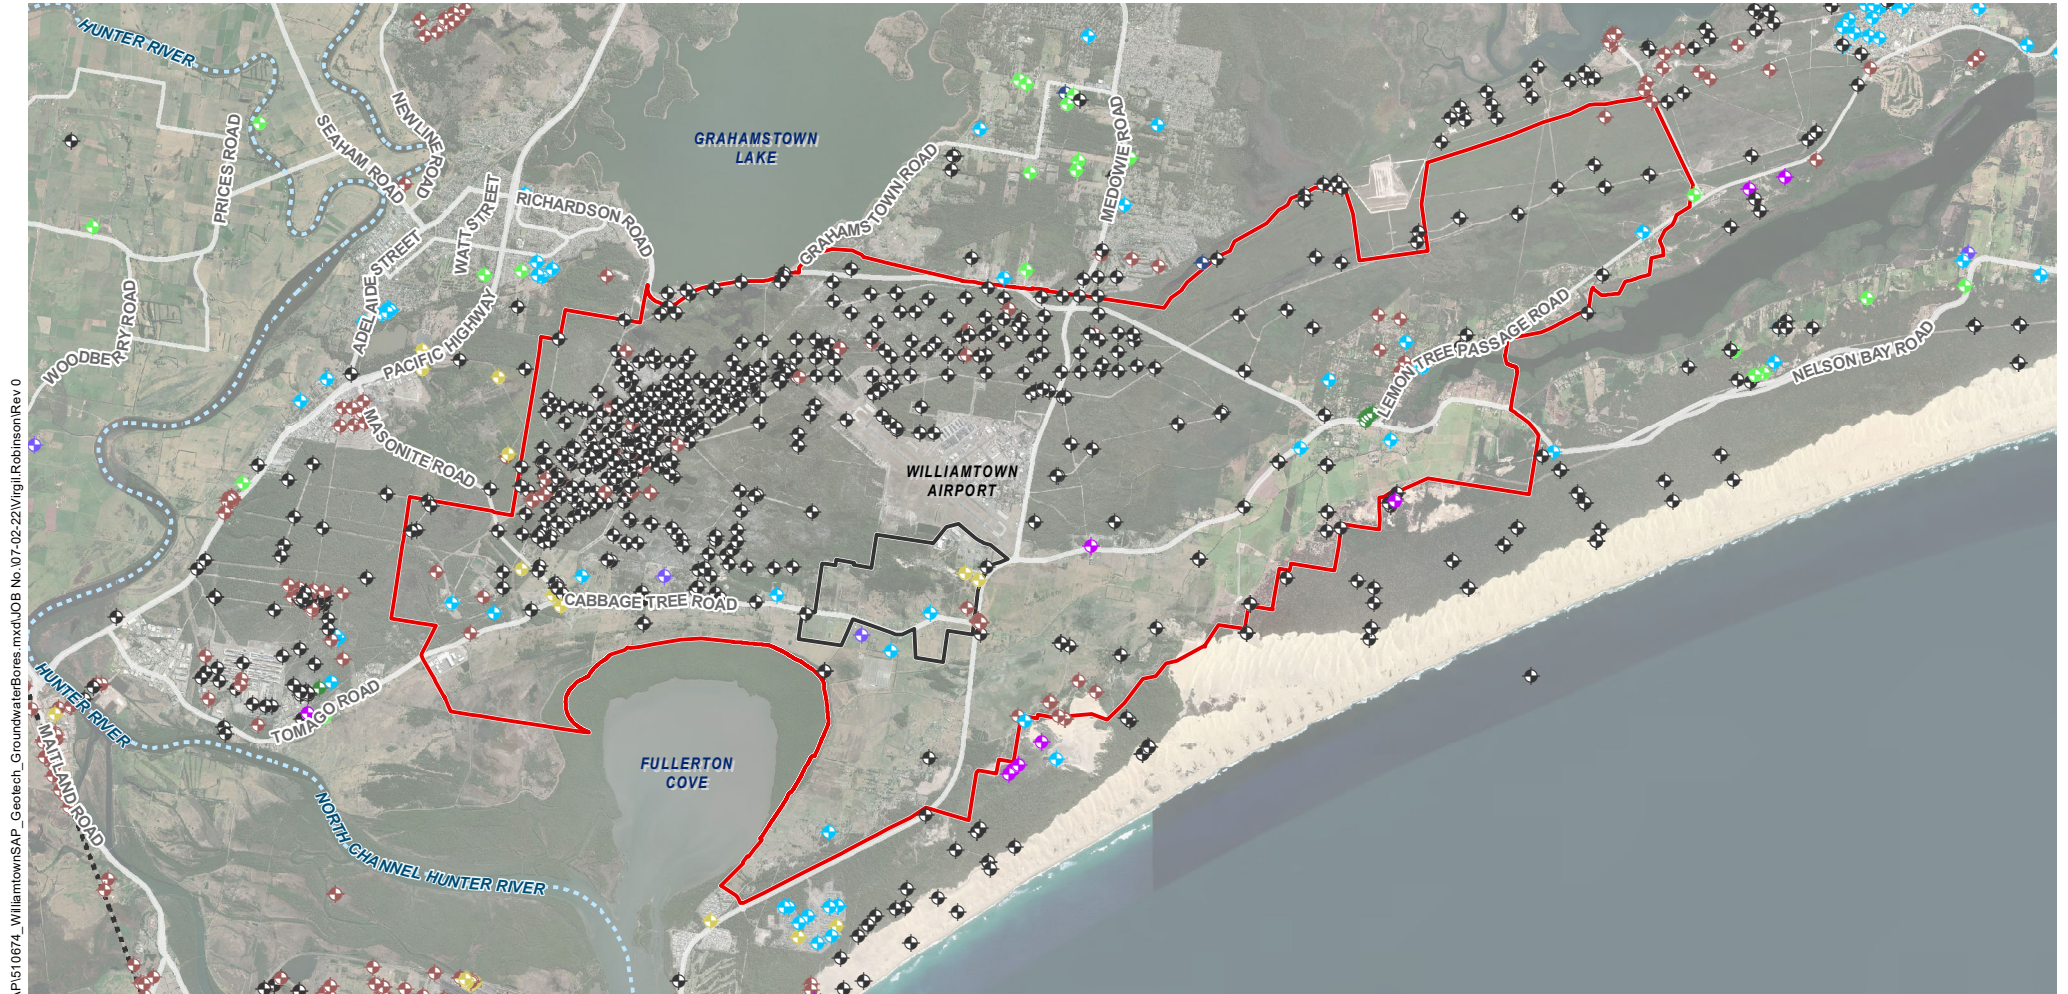 HUNTER RIVER
PRICES ROAD
SEAHAM ROAD
NEWLINE ROAD
WATT STREET
RICHARDSON ROAD
ADELAIDE STREET
PACIFIC HIGHWAY
WOODBERRY ROAD
MASONITE ROAD
GRAHAMSTOWN
LAKE
GRAHAMSTOWN ROAD
MEDOWIE ROAD
LEMON TREE PASSAGE ROAD
NELSON BAY ROAD
WILLIAMTOWN
AIRPORT
CABBAGE TREE ROAD
TOMAGO ROAD
HUNTER RIVER
MAITLAND ROAD
NORTH CHANNEL HUNTER RIVER
FULLERTON
COVE
AP\510674_WilliamtownSAP_Geotech_GroundwaterBores.mxd\JOB No.\07-02-22\Virgil.Robinson\Rev 0